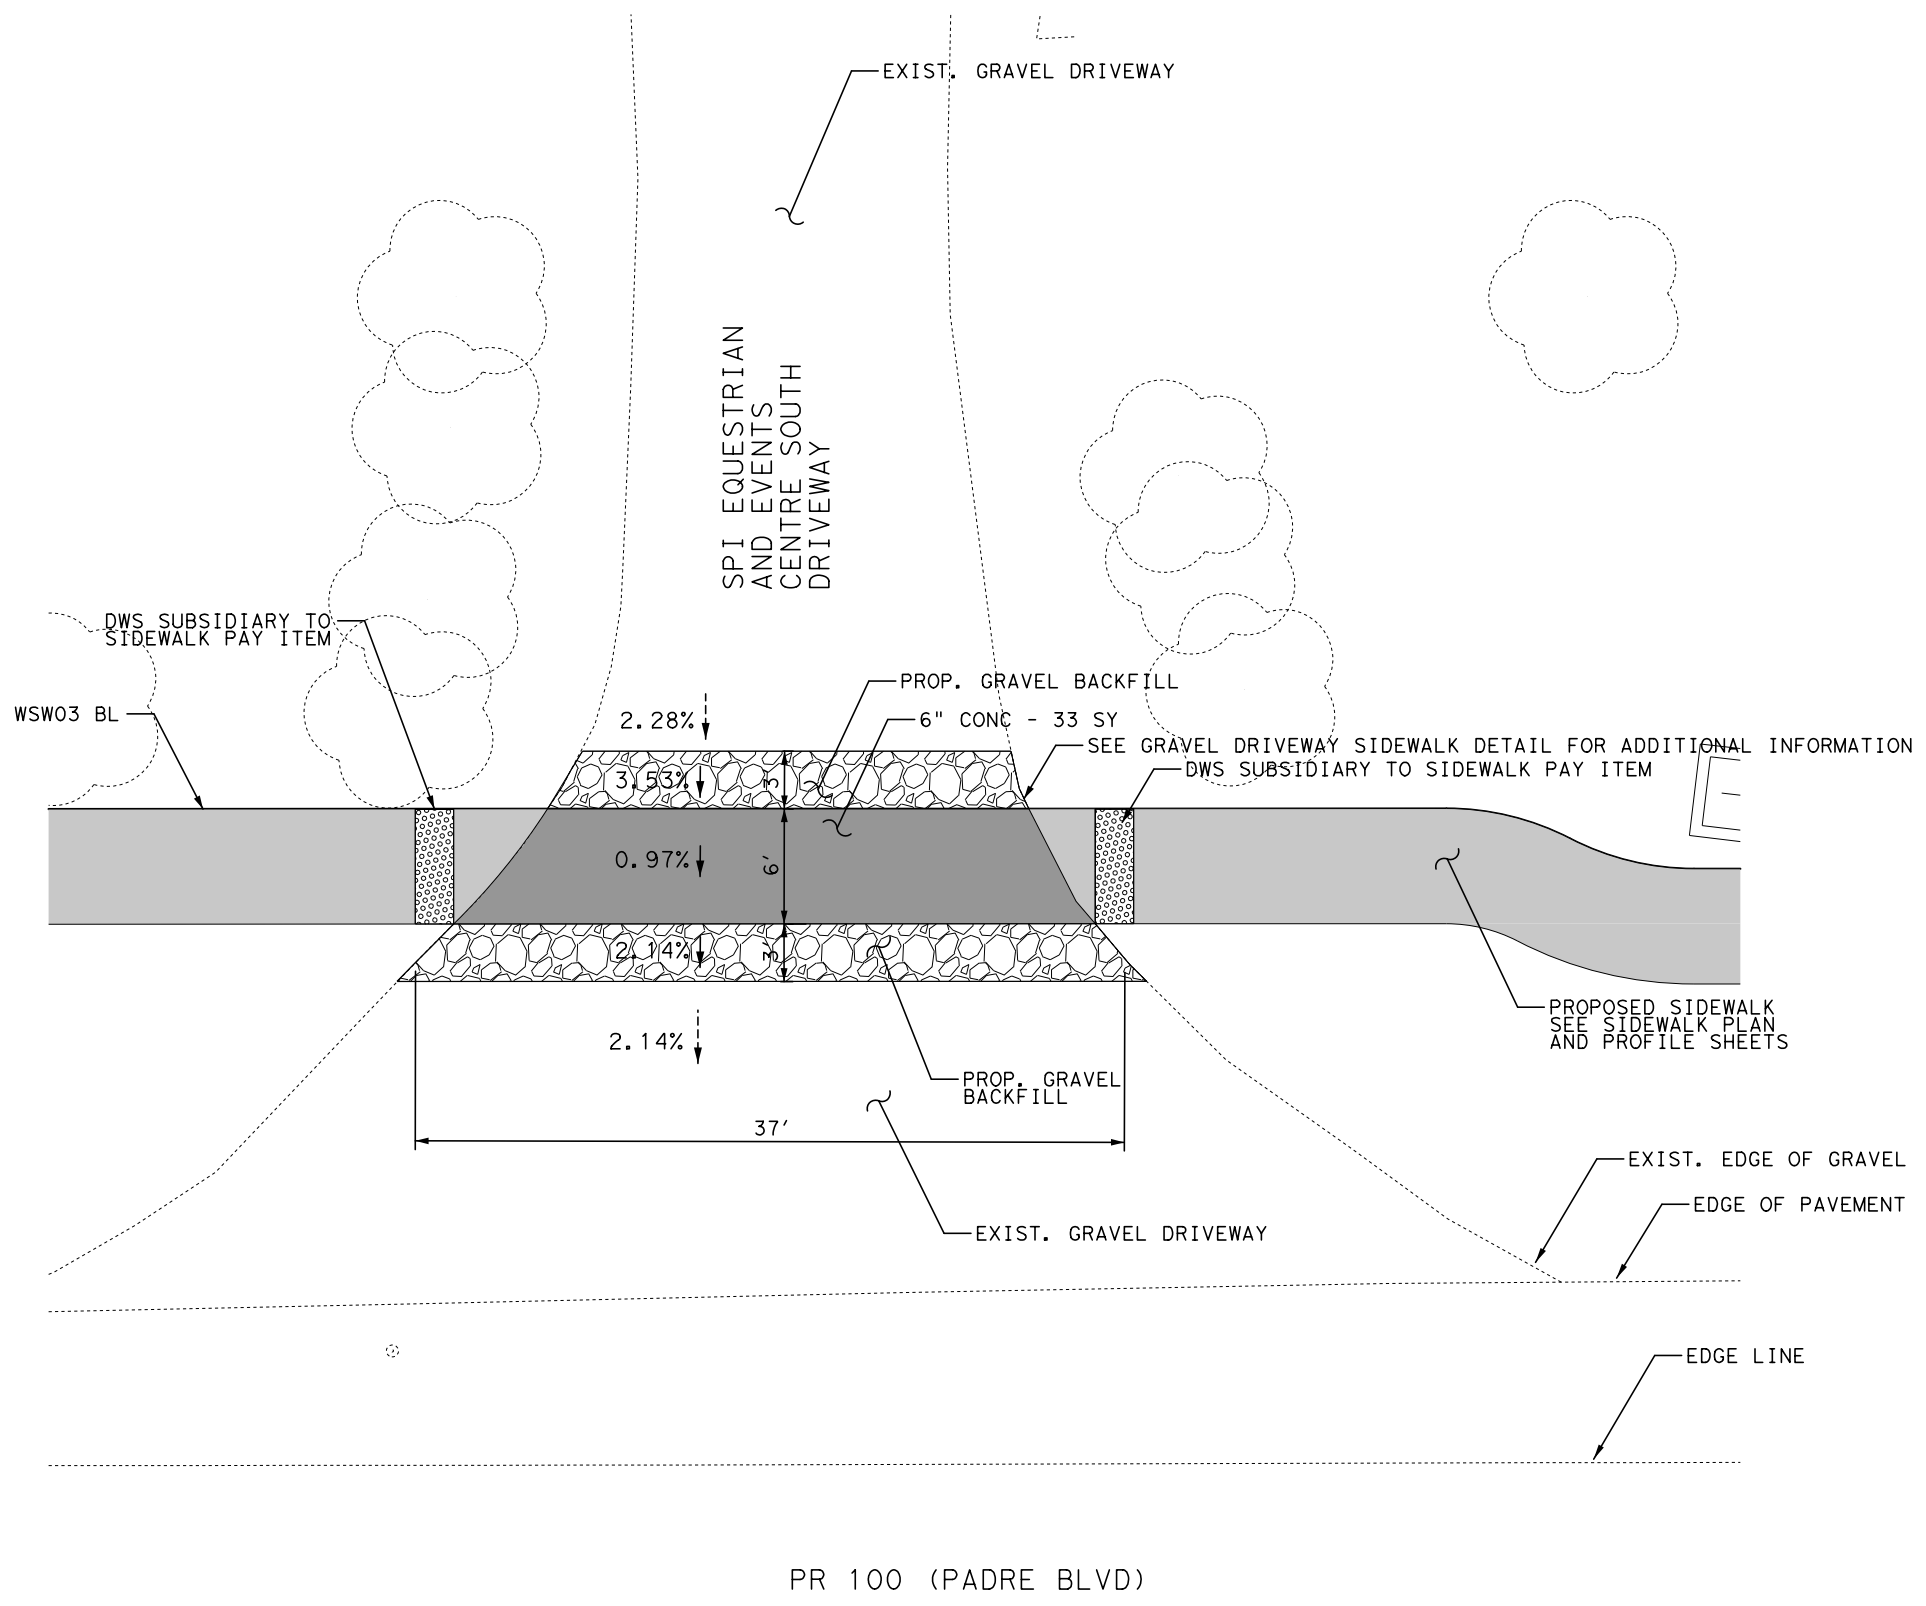 EXIST. GRAVEL DRIVEWAY
SPI EQUESTRIAN
AND EVENTS
CENTRE SOUTH
DRIVEWAY
DWS SUBSIDIARY TO
SIDEWALK PAY ITEM
WSW03 BL
PROP. GRAVEL BACKFILL
2.28%
6" CONC - 33 SY
SEE GRAVEL DRIVEWAY SIDEWALK DETAIL FOR ADDITIONAL INFORMATION
DWS SUBSIDIARY TO SIDEWALK PAY ITEM
3.53%
3'
0.97%
6'
2.14%
3'
PROPOSED SIDEWALK
SEE SIDEWALK PLAN
AND PROFILE SHEETS
2.14%
PROP. GRAVEL
BACKFILL
37'
EXIST. EDGE OF GRAVEL
EDGE OF PAVEMENT
EXIST. GRAVEL DRIVEWAY
EDGE LINE
PR 100 (PADRE BLVD)